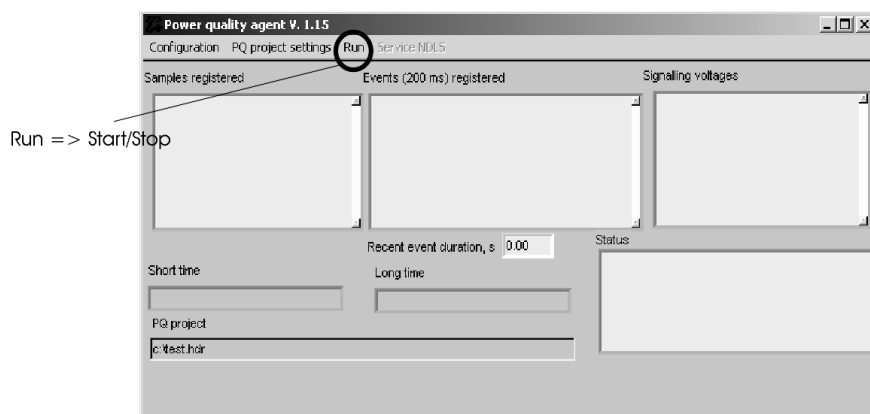 Power quality agent V. 1.15
Configuration PQ project settings Run Service NDL5
Samples registered Events (200 ms) registered Signalling voltages
Run => Start/Stop
Recent event duration, s 0.00 Status
Short time Long time
PQ project
c:\test.hdr